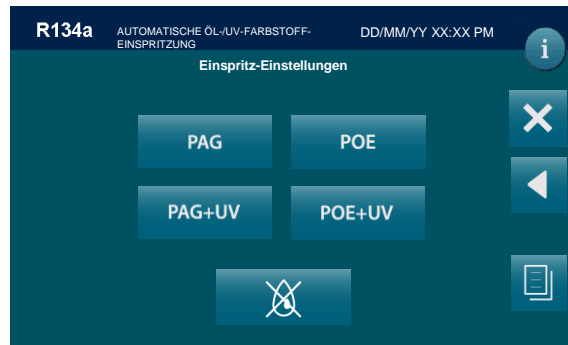 R134a
AUTOMATISCHE ÖL-/UV-FARBSTOFF-
EINSPRITZUNG
DD/MM/YY XX:XX PM
i
Einspritz-Einstellungen
PAG
POE
PAG+UV
POE+UV